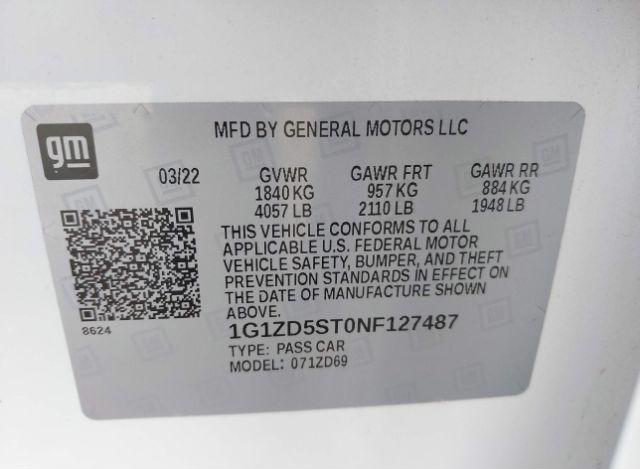 gm
MFD BY GENERAL MOTORS LLC
03/22 GVWR GAWR FRT GAWR RR
1840 KG 957 KG 884 KG
4057 LB 2110 LB 1948 LB
THIS VEHICLE CONFORMS TO ALL
APPLICABLE U.S. FEDERAL MOTOR
VEHICLE SAFETY, BUMPER, AND THEFT
PREVENTION STANDARDS IN EFFECT ON
THE DATE OF MANUFACTURE SHOWN
ABOVE.
8624
1G1ZD5ST0NF127487
TYPE: PASS CAR
MODEL: 071ZD69